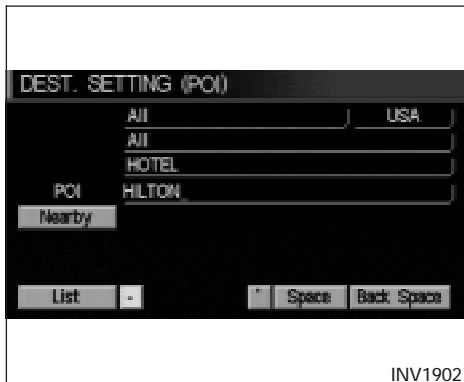 DEST. SETTING (POI)
All USA
All
HOTEL
POI HILTON_
Nearby
List - " Space Back Space
INV1902